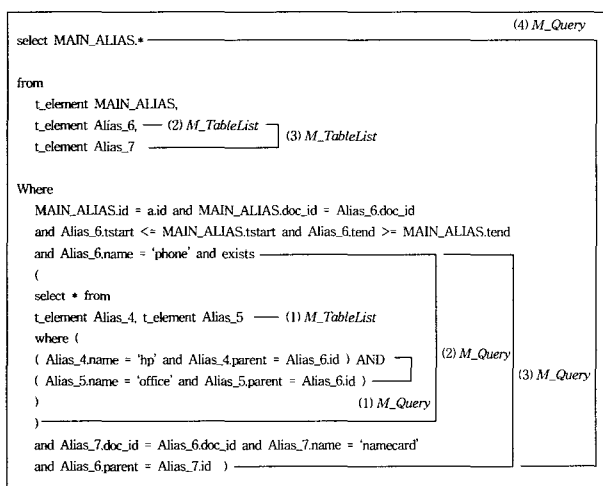 (4) M_Query
select MAIN_ALIAS.*
from
t_element MAIN_ALIAS,
t_element Alias_6, (2) M_TableList
(3) M_TableList
t_element Alias_7
Where
MAIN_ALIAS.id = a.id and MAIN_ALIAS.doc_id = Alias_6.doc_id
and Alias_6.tstart <= MAIN_ALIAS.tstart and Alias_6.tend >= MAIN_ALIAS.tend
and Alias_6.name = 'phone' and exists
(
select * from
t_element Alias_4, t_element Alias_5 (1) M_TableList
where (
(2) M_Query
( Alias_4.name = 'hp' and Alias_4.parent = Alias_6.id ) AND
(3) M_Query
( Alias_5.name = 'office' and Alias_5.parent = Alias_6.id )
) (1) M_Query
)
and Alias_7.doc_id = Alias_6.doc_id and Alias_7.name = 'namecard'
and Alias_6.parent = Alias_7.id )